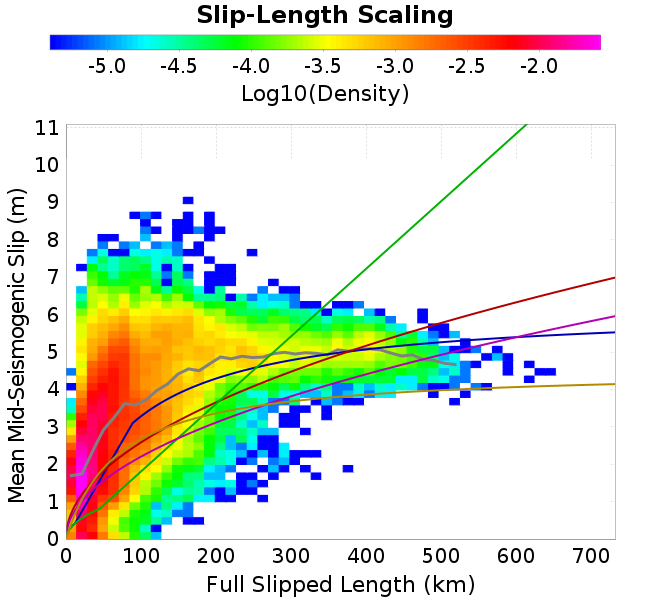 Slip-Length Scaling
-5.0 -4.5 -4.0 -3.5 -3.0 -2.5 -2.0
Log10(Density)
Mean Mid-Seismogenic Slip (m)
11
10
9
8
7
6
5
4
3
2
1
0
0 100 200 300 400 500 600 700
Full Slipped Length (km)